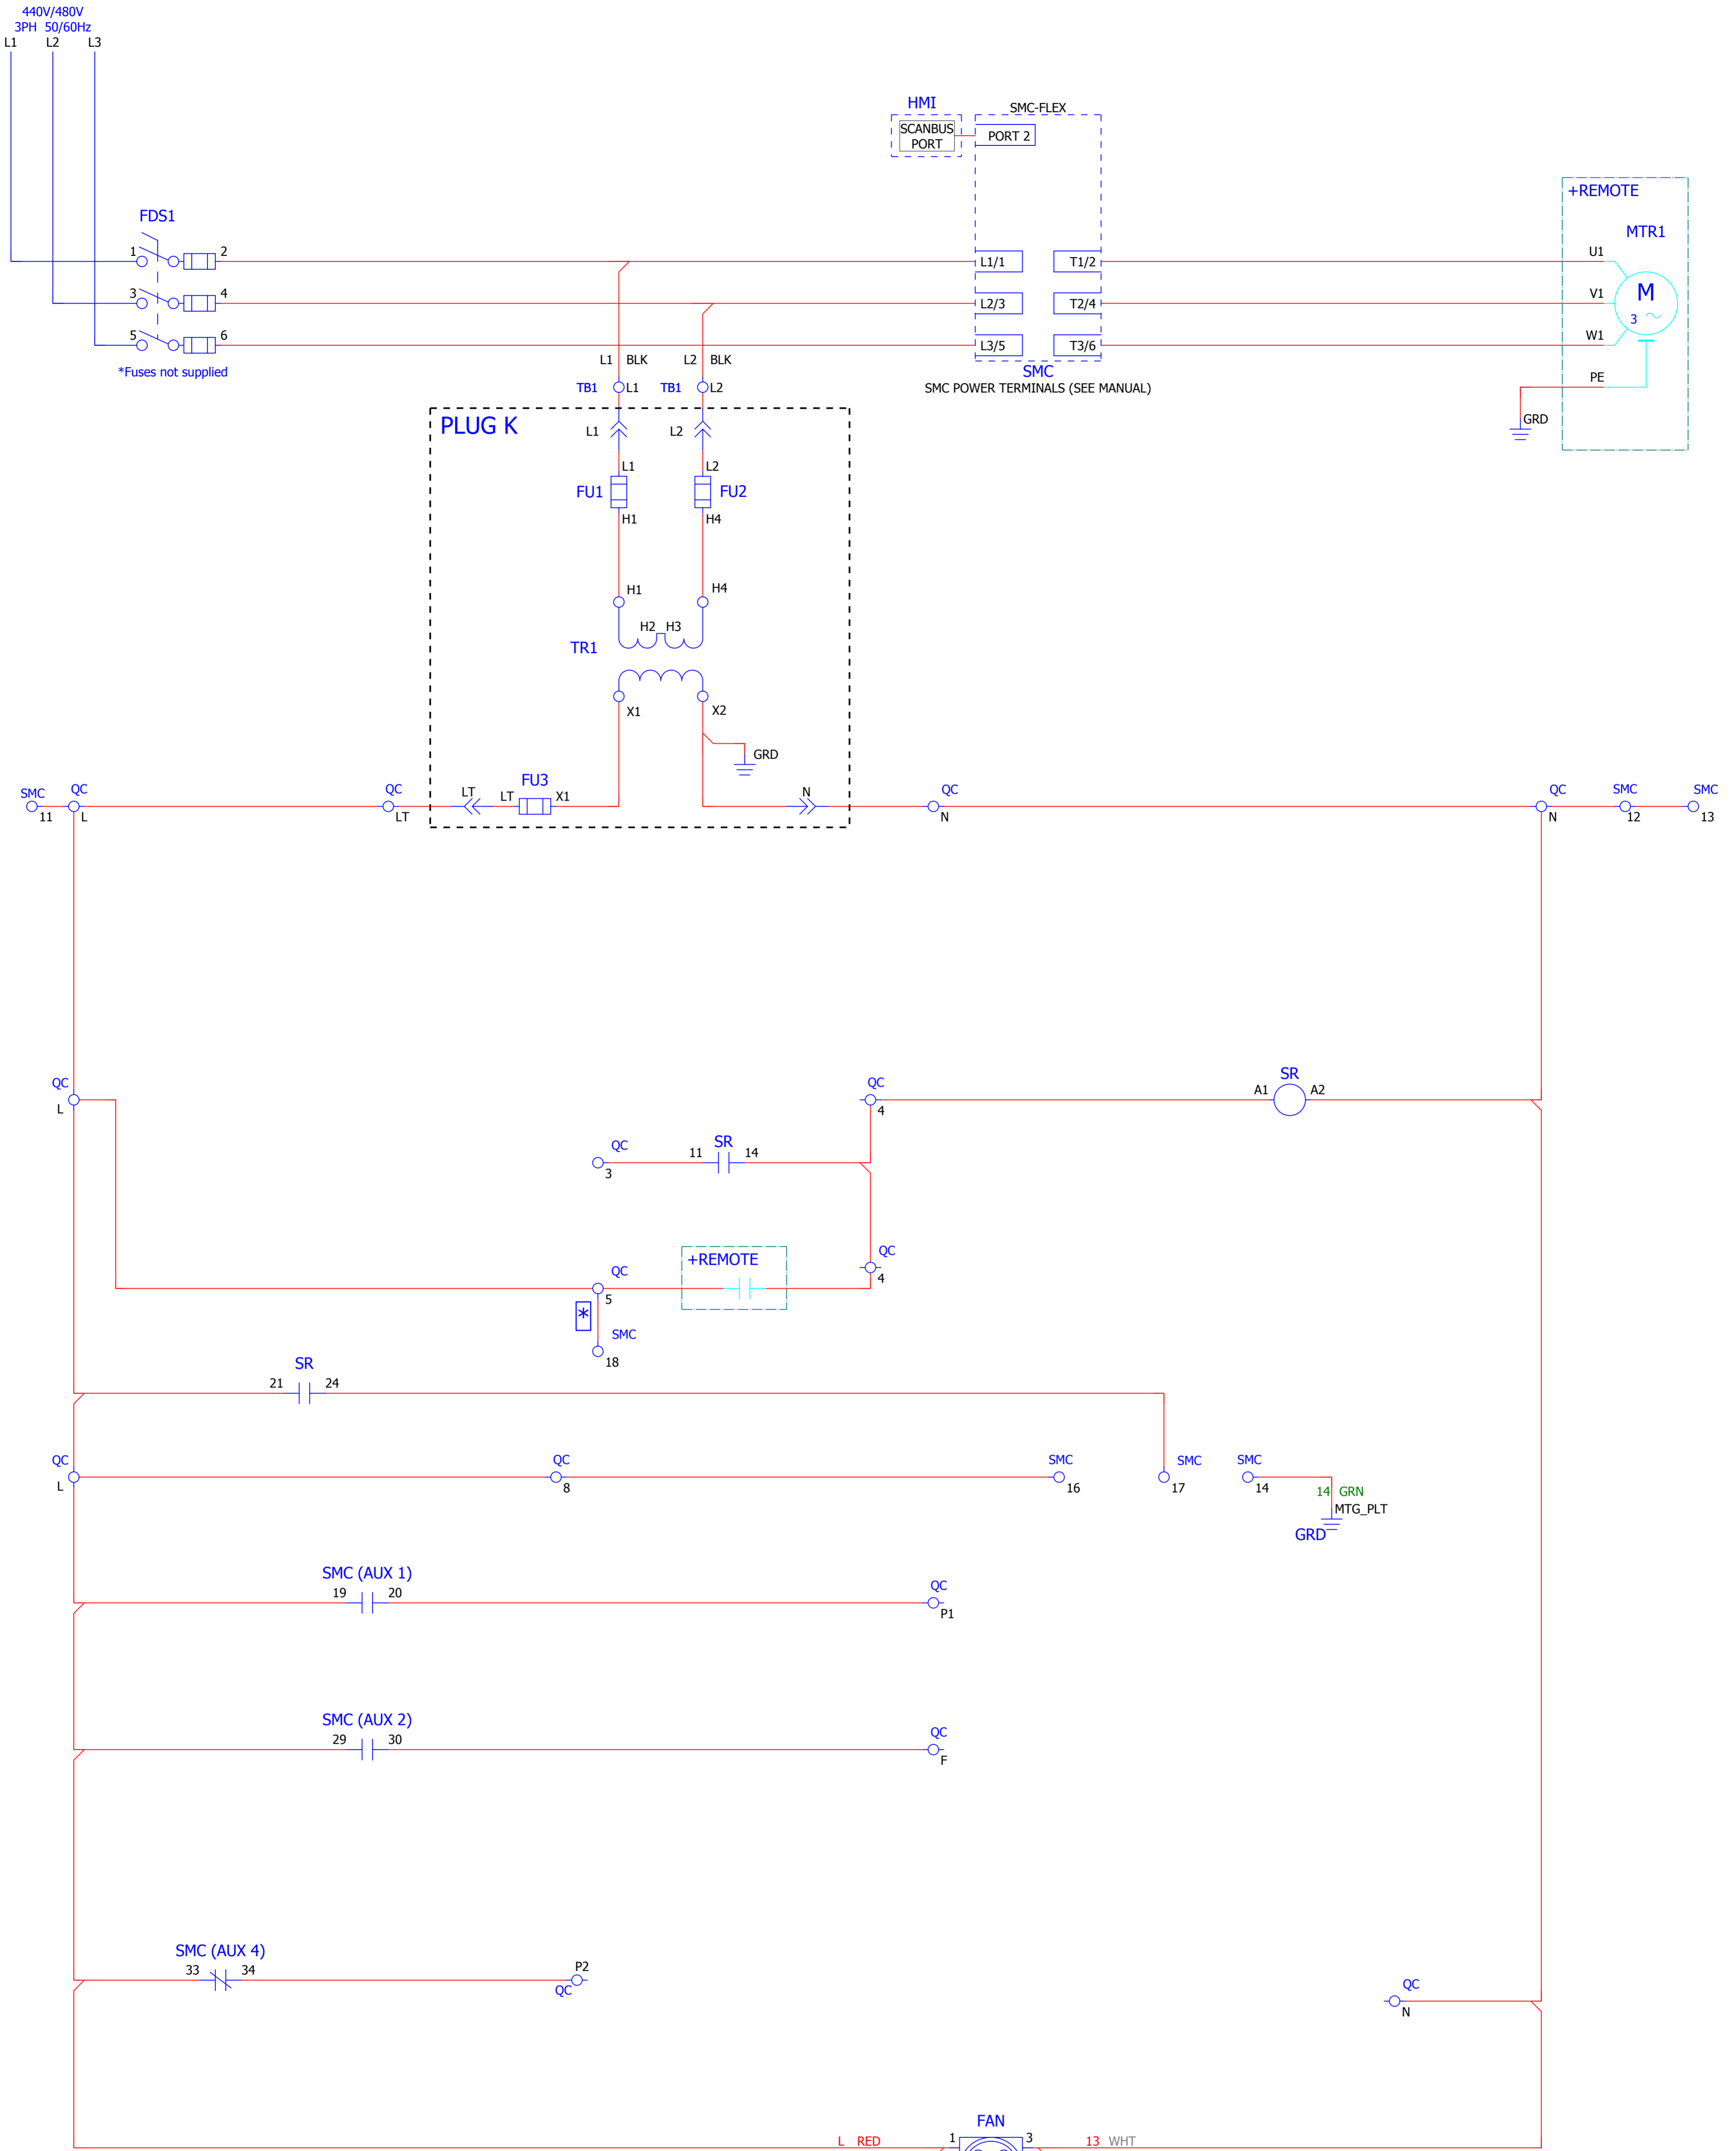 440V/480V
3PH 50/60Hz
L1 L2 L3
HMI
SCANBUS
PORT
SMC-FLEX
PORT 2
+REMOTE
MTR1
FDS1
1 2
L1/1 T1/2
U1
3 4
L2/3 T2/4
V1
M
3
5 6
L3/5 T3/6
W1
*Fuses not supplied
L1 BLK L2 BLK
SMC
SMC POWER TERMINALS (SEE MANUAL)
PE
GRD
TB1 L1 TB1 L2
PLUG K
L1 L2
L1 L2
FU1 FU2
H1 H4
H1 H4
H2 H3
TR1
X1 X2
GRD
SMC QC QC
11 L LT
LT LT FU3 X1
N
QC
N
QC SMC SMC
N 12 13
QC
L
QC
4
SR
A1 A2
QC
3
SR
11 14
QC
4
+REMOTE
QC
5
*
SMC
18
SR
21 24
QC
L
QC
8
SMC
16
SMC
17
SMC
14
14 GRN
MTG_PLT
GRD
SMC (AUX 1)
19 20
QC
P1
SMC (AUX 2)
29 30
QC
F
SMC (AUX 4)
33 34
P2
QC
QC
N
FAN
L RED 1 3 13 WHT